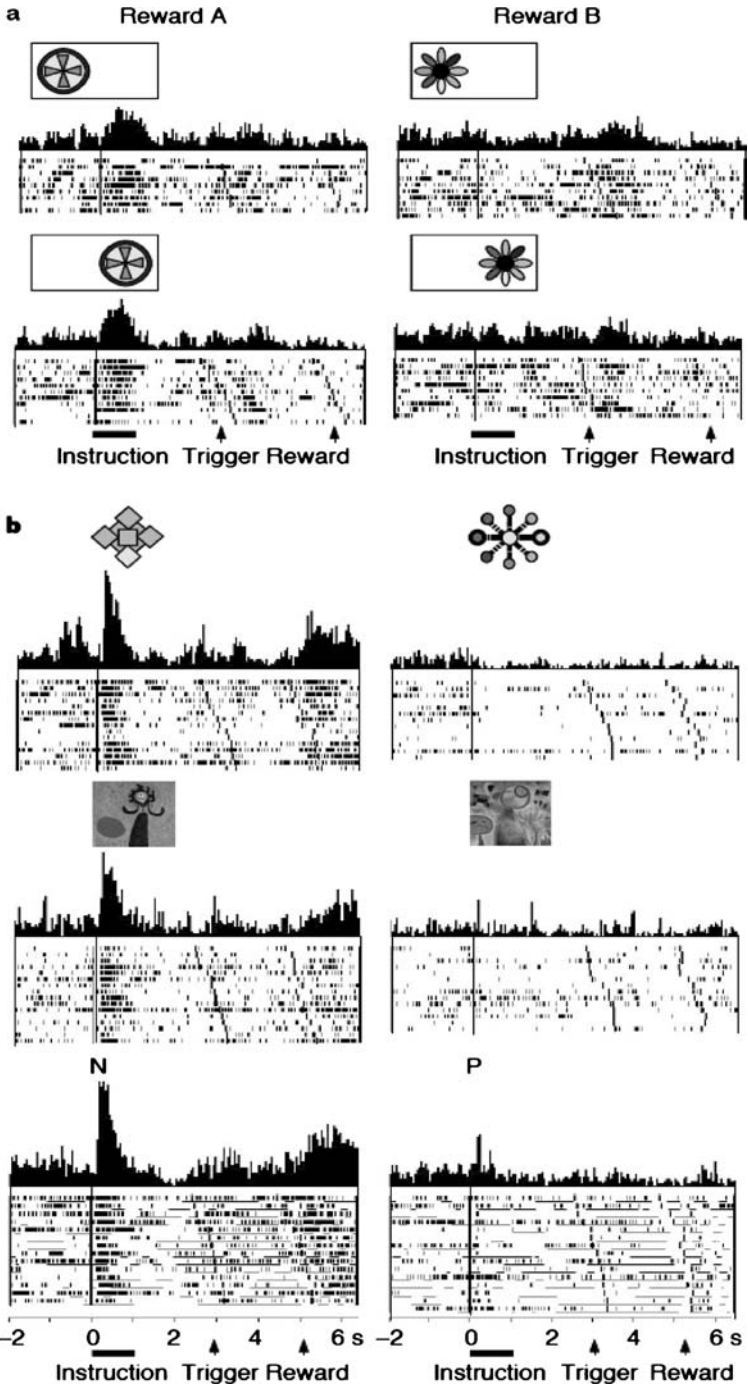 a
Reward A Reward B
Instruction Trigger Reward Instruction Trigger Reward
b
N P
–2 0 2 4 6 s –2 0 2 4 6 s
Instruction Trigger Reward Instruction Trigger Reward